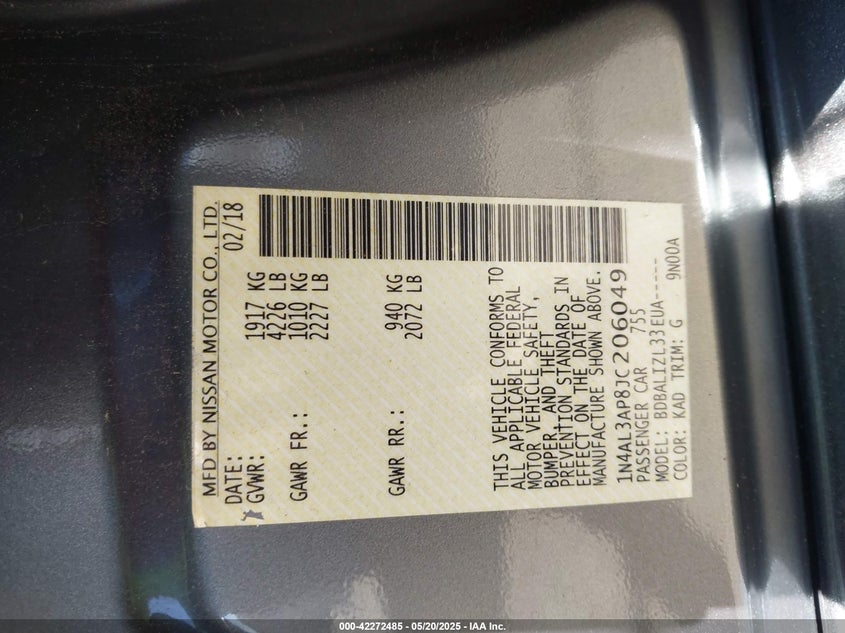 MFD BY NISSAN MOTOR CO., LTD.
DATE: 02/18
GVWR: 1917 KG
4226 LB
GAWR FR.: 1010 KG
2227 LB
GAWR RR.: 940 KG
2072 LB
THIS VEHICLE CONFORMS TO
ALL APPLICABLE FEDERAL
MOTOR VEHICLE SAFETY,
BUMPER, AND THEFT
PREVENTION STANDARDS IN
EFFECT ON THE DATE OF
MANUFACTURE SHOWN ABOVE.
1N4AL3AP8JC206049
PASSENGER CAR 755
MODEL: BDBALIZL33EUA-----
COLOR: KAD TRIM: G 9N00A
000-42272485 - 05/20/2025 - IAA Inc.